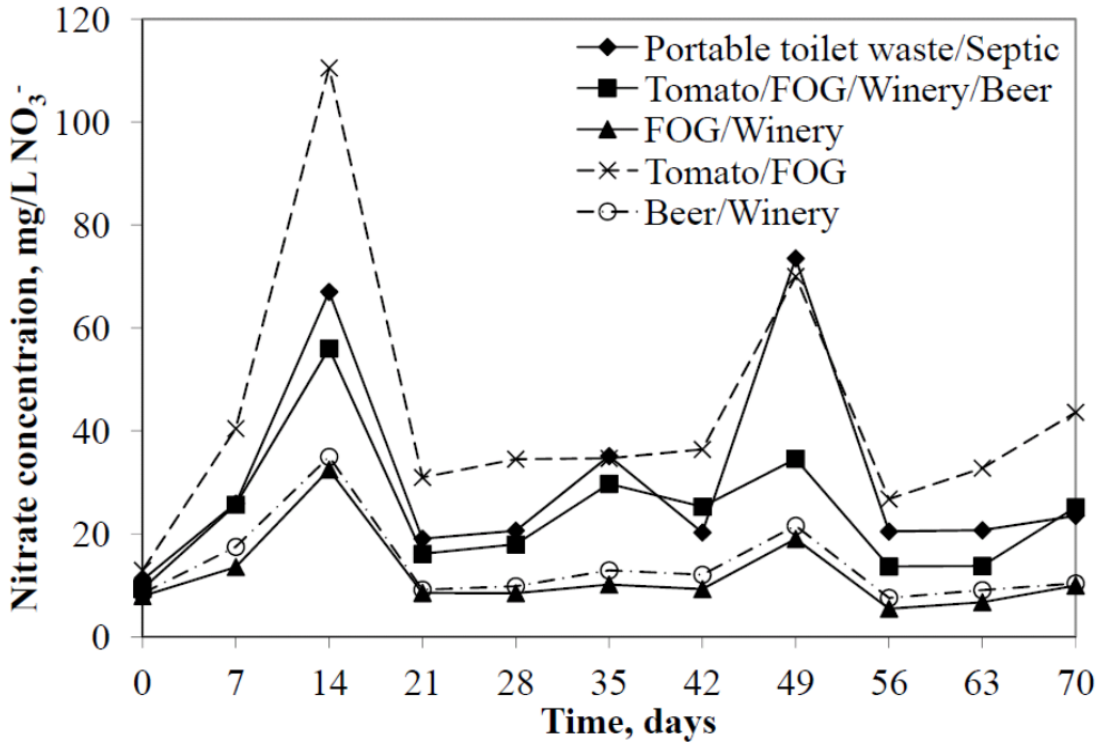 Nitrate concentraion, mg/L NO₃⁻
120
100
80
60
40
20
0
Portable toilet waste/Septic
Tomato/FOG/Winery/Beer
FOG/Winery
Tomato/FOG
Beer/Winery
0 7 14 21 28 35 42 49 56 63 70
Time, days